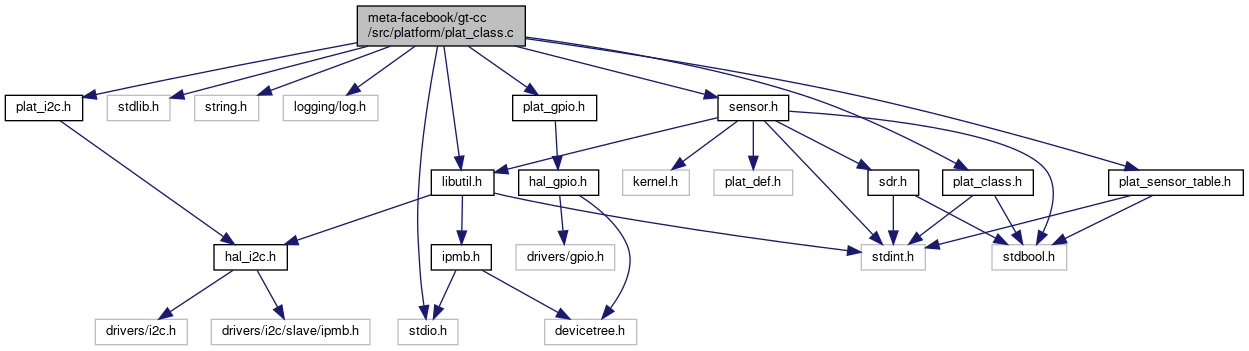 meta-facebook/gt-cc
/src/platform/plat_class.c
plat_i2c.h
stdlib.h
string.h
logging/log.h
plat_gpio.h
sensor.h
libutil.h
hal_gpio.h
kernel.h
plat_def.h
sdr.h
plat_class.h
plat_sensor_table.h
hal_i2c.h
ipmb.h
drivers/gpio.h
stdint.h
stdbool.h
drivers/i2c.h
drivers/i2c/slave/ipmb.h
stdio.h
devicetree.h